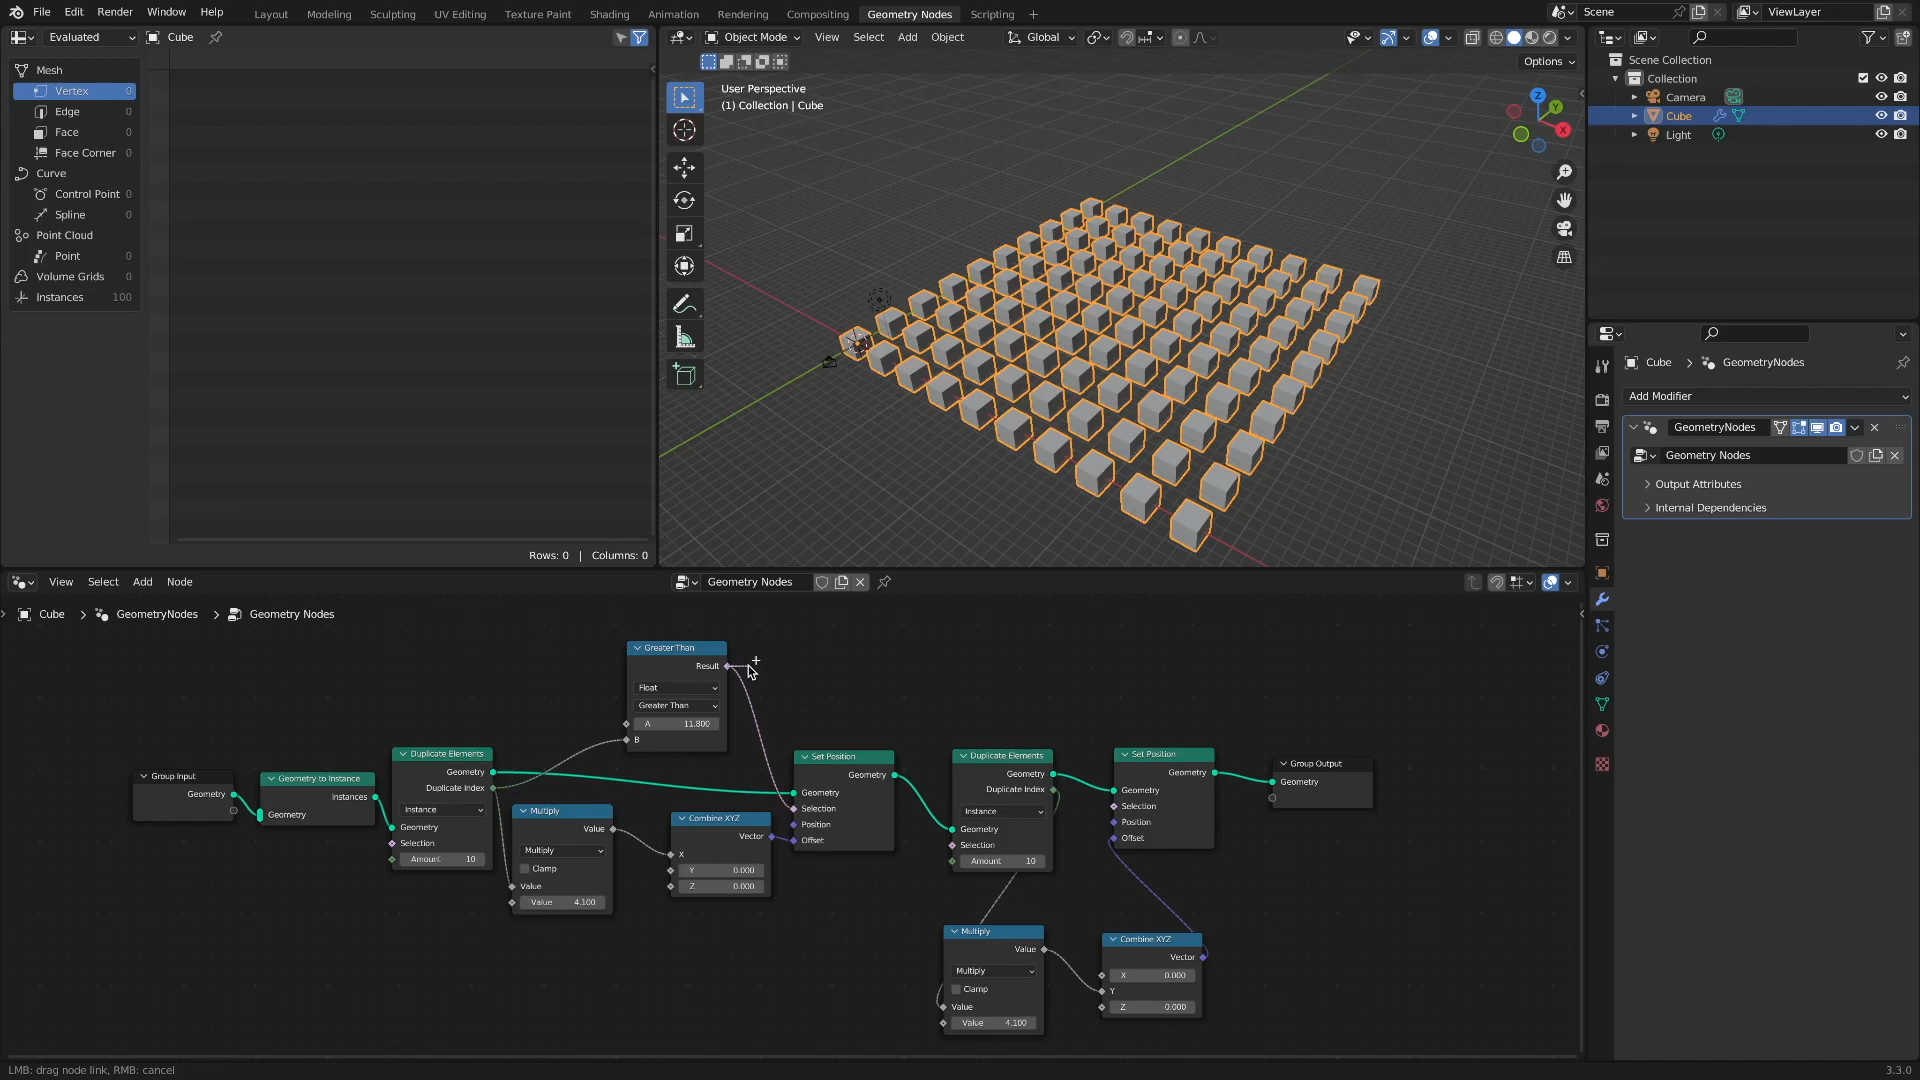 File Edit Render Window Help Layout Modeling Sculpting UV Editing Texture Paint Shading Animation Rendering Compositing Geometry Nodes Scripting + Scene ViewLayer
Evaluated Cube
Mesh
Vertex 0
Edge 0
Face 0
Face Corner 0
Curve
Control Point 0
Spline 0
Point Cloud
Point 0
Volume Grids 0
Instances 100
Rows: 0 | Columns: 0
Object Mode View Select Add Object Global
Options
User Perspective
(1) Collection | Cube
Z
Y
X
Scene Collection
Collection
Camera
Cube
Light
Cube > GeometryNodes
Add Modifier
GeometryNodes
Geometry Nodes
Output Attributes
Internal Dependencies
View Select Add Node Geometry Nodes
Cube > GeometryNodes > Geometry Nodes
Group Input
Geometry
Geometry to Instance
Instances
Geometry
Duplicate Elements
Geometry
Duplicate Index
Instance
Geometry
Selection
Amount 10
Multiply
Value
Multiply
Clamp
Value
Value 4.100
Greater Than
Result
Float
Greater Than
A 11.800
B
Combine XYZ
Vector
X
Y 0.000
Z 0.000
Set Position
Geometry
Geometry
Selection
Position
Offset
Duplicate Elements
Geometry
Duplicate Index
Instance
Geometry
Selection
Amount 10
Multiply
Value
Multiply
Clamp
Value
Value 4.100
Combine XYZ
Vector
X 0.000
Y
Z 0.000
Set Position
Geometry
Geometry
Selection
Position
Offset
Group Output
Geometry
LMB: drag node link, RMB: cancel
3.3.0